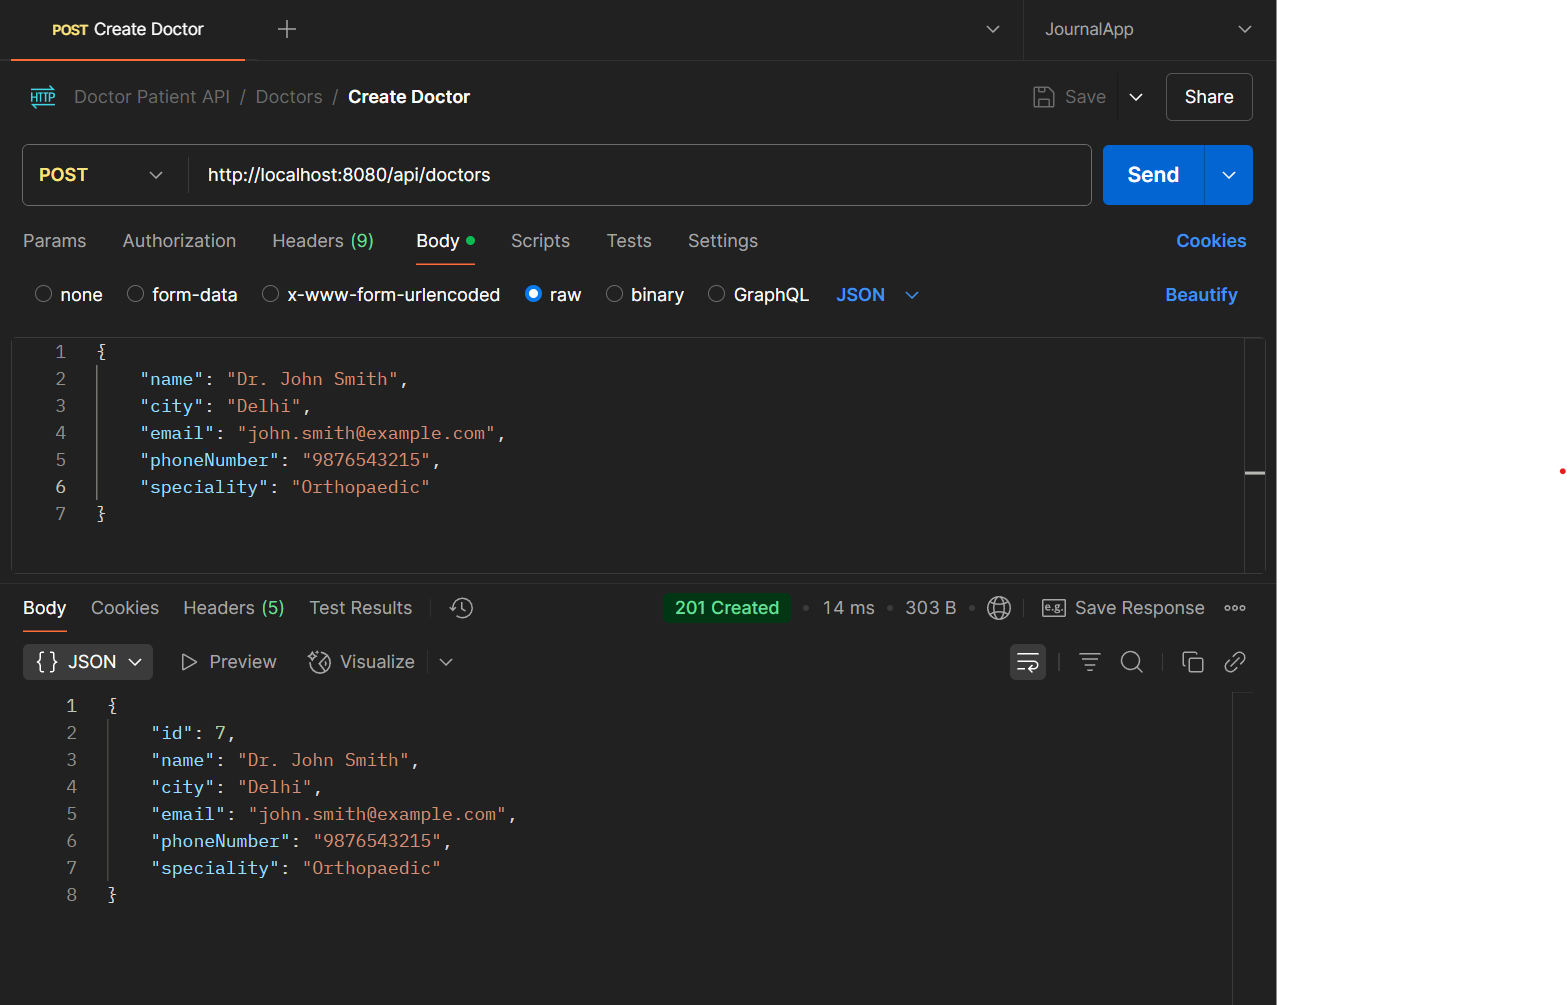 POST Create Doctor
JournalApp
HTTP Doctor Patient API / Doctors / Create Doctor Save Share
POST http://localhost:8080/api/doctors Send
Params Authorization Headers (9) Body Scripts Tests Settings Cookies
none form-data x-www-form-urlencoded raw binary GraphQL JSON Beautify
1 {
2 "name": "Dr. John Smith",
3 "city": "Delhi",
4 "email": "john.smith@example.com",
5 "phoneNumber": "9876543215",
6 "speciality": "Orthopaedic"
7 }
Body Cookies Headers (5) Test Results 201 Created 14 ms 303 B e.g. Save Response
{} JSON Preview Visualize
1 {
2 "id": 7,
3 "name": "Dr. John Smith",
4 "city": "Delhi",
5 "email": "john.smith@example.com",
6 "phoneNumber": "9876543215",
7 "speciality": "Orthopaedic"
8 }